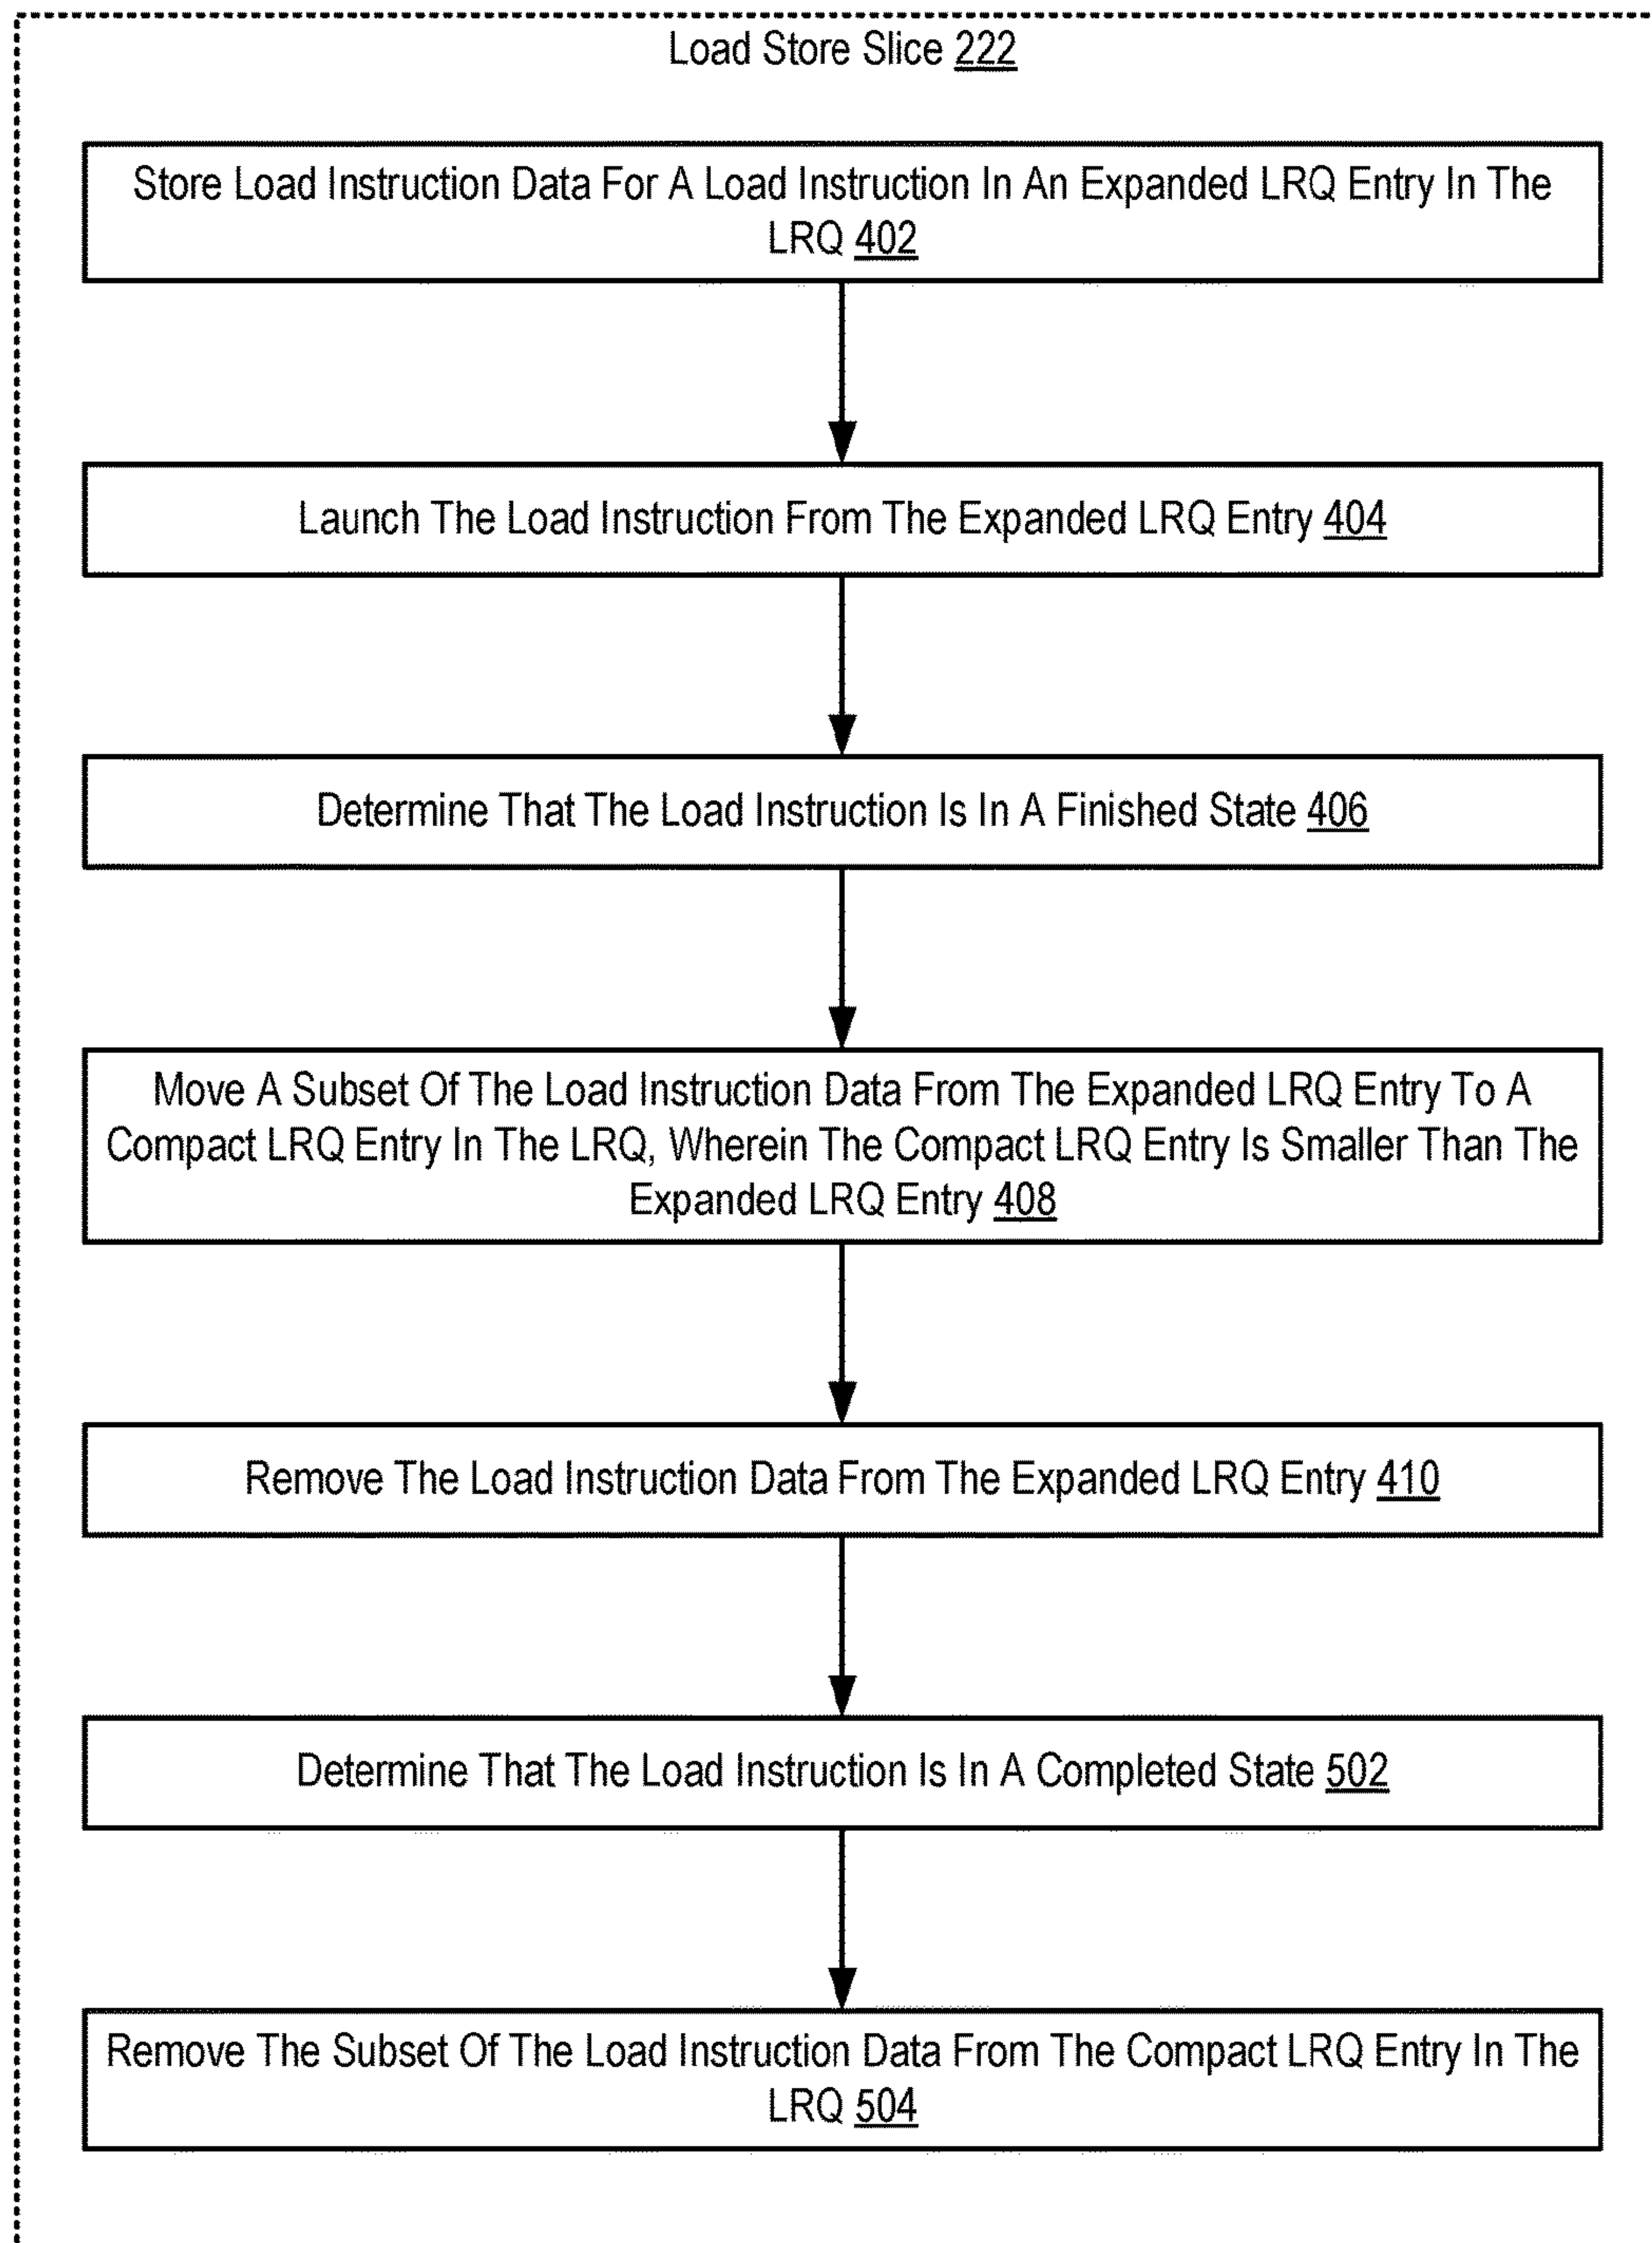 Load Store Slice 222
Store Load Instruction Data For A Load Instruction In An Expanded LRQ Entry In The
LRQ 402
Launch The Load Instruction From The Expanded LRQ Entry 404
Determine That The Load Instruction Is In A Finished State 406
Move A Subset Of The Load Instruction Data From The Expanded LRQ Entry To A
Compact LRQ Entry In The LRQ, Wherein The Compact LRQ Entry Is Smaller Than The
Expanded LRQ Entry 408
Remove The Load Instruction Data From The Expanded LRQ Entry 410
Determine That The Load Instruction Is In A Completed State 502
Remove The Subset Of The Load Instruction Data From The Compact LRQ Entry In The
LRQ 504